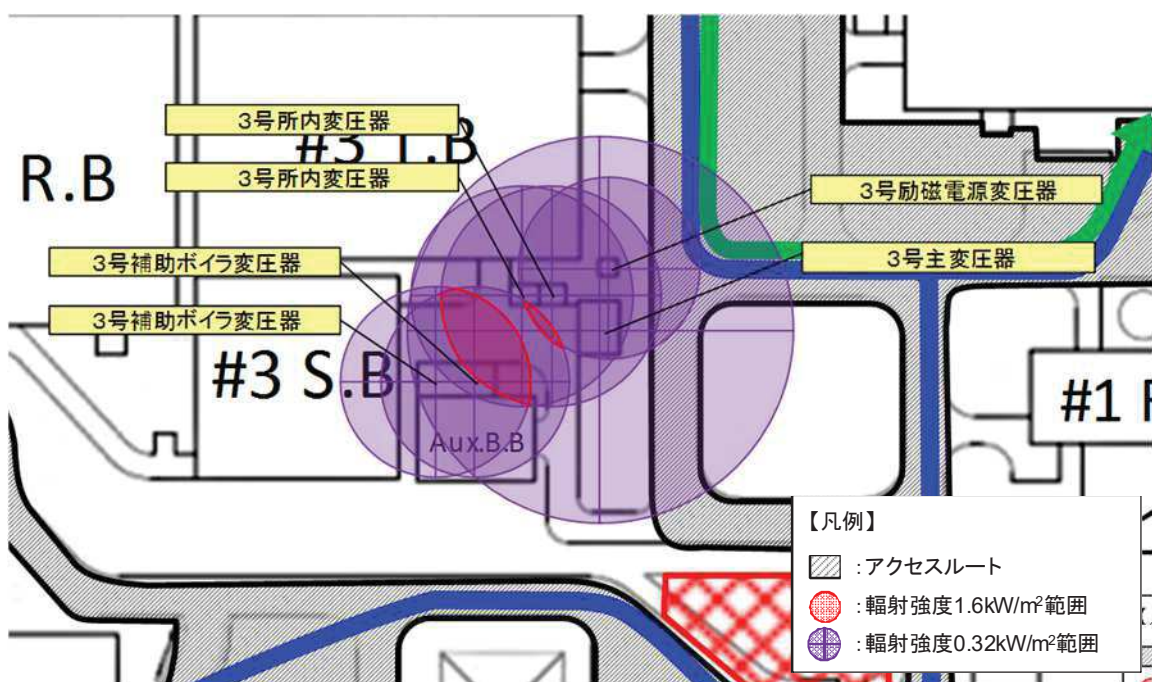 3号所内変圧器
#3 T.B
3号所内変圧器
R.B
3号励磁電源変圧器
3号補助ボイラ変圧器
3号主変圧器
3号補助ボイラ変圧器
#3 S.B
#1
Aux.B.B
【凡例】
:アクセスルート
:輻射強度1.6kW/m²範囲
:輻射強度0.32kW/m²範囲